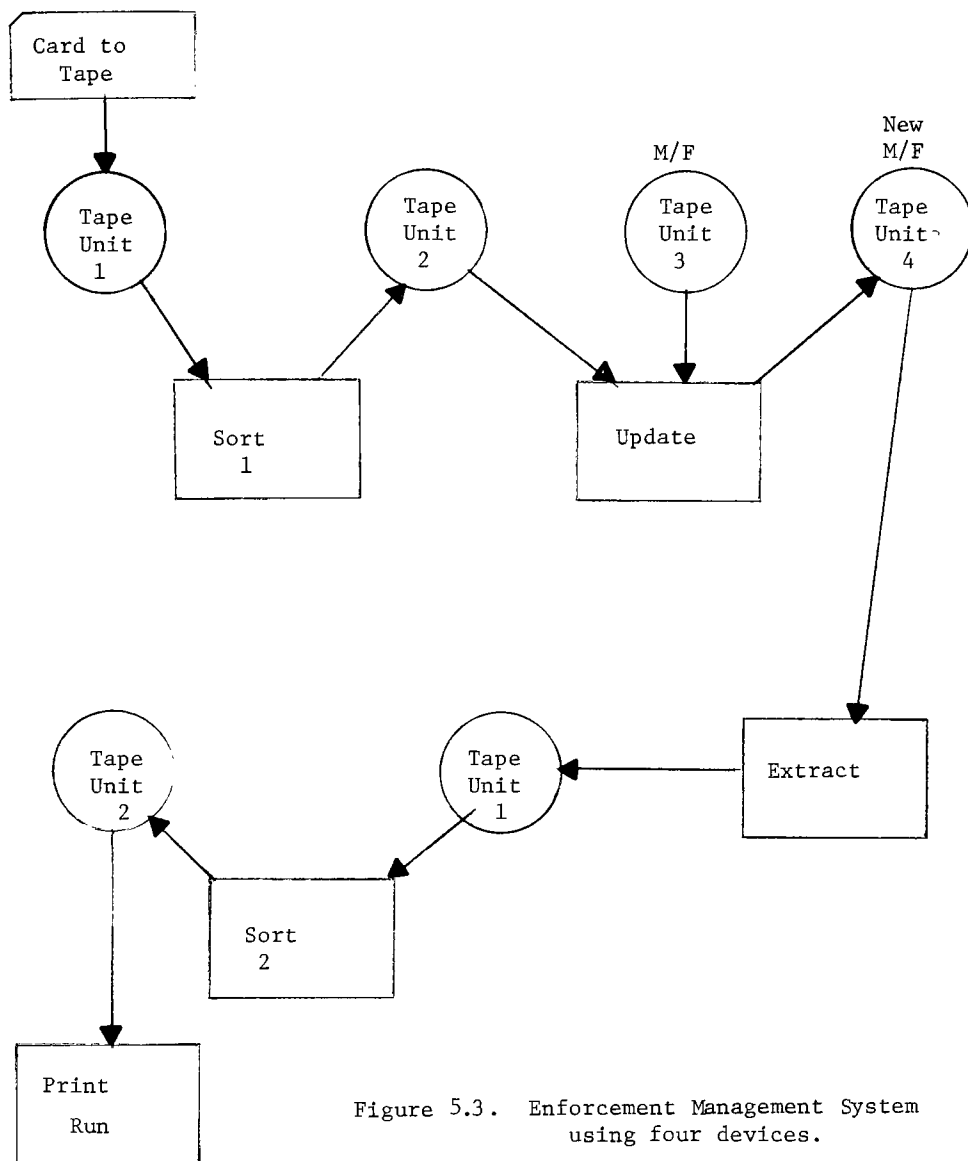 Card to
Tape
Tape
Unit
1
Tape
Unit
2
M/F
Tape
Unit
3
New
M/F
Tape
Unit
4
Sort
1
Update
Tape
Unit
2
Tape
Unit
1
Extract
Sort
2
Print
Run
Figure 5.3. Enforcement Management System
using four devices.